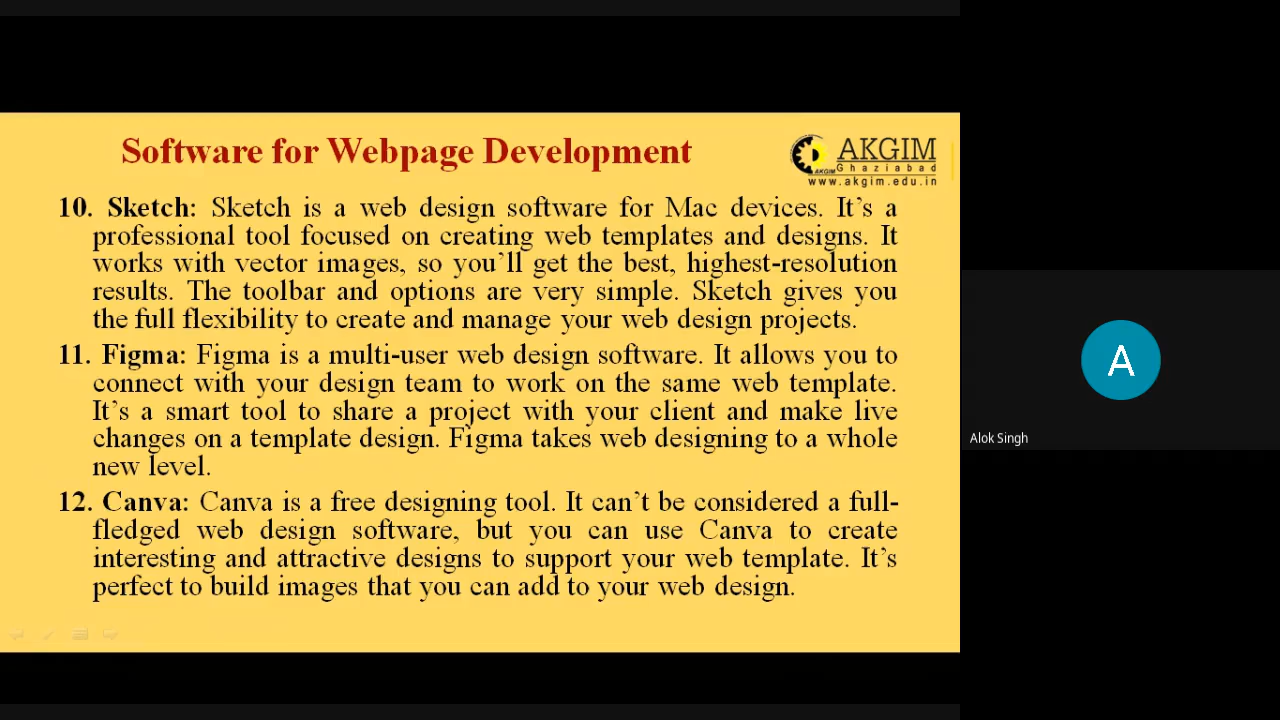 Software for Webpage Development
AKGIM
Ghaziabad
AKGIM
www.akgim.edu.in
10. Sketch: Sketch is a web design software for Mac devices. It’s a
professional tool focused on creating web templates and designs. It
works with vector images, so you’ll get the best, highest-resolution
results. The toolbar and options are very simple. Sketch gives you
the full flexibility to create and manage your web design projects.
11. Figma: Figma is a multi-user web design software. It allows you to
connect with your design team to work on the same web template.
It’s a smart tool to share a project with your client and make live
changes on a template design. Figma takes web designing to a whole
new level.
12. Canva: Canva is a free designing tool. It can’t be considered a full-
fledged web design software, but you can use Canva to create
interesting and attractive designs to support your web template. It’s
perfect to build images that you can add to your web design.
A
Alok Singh